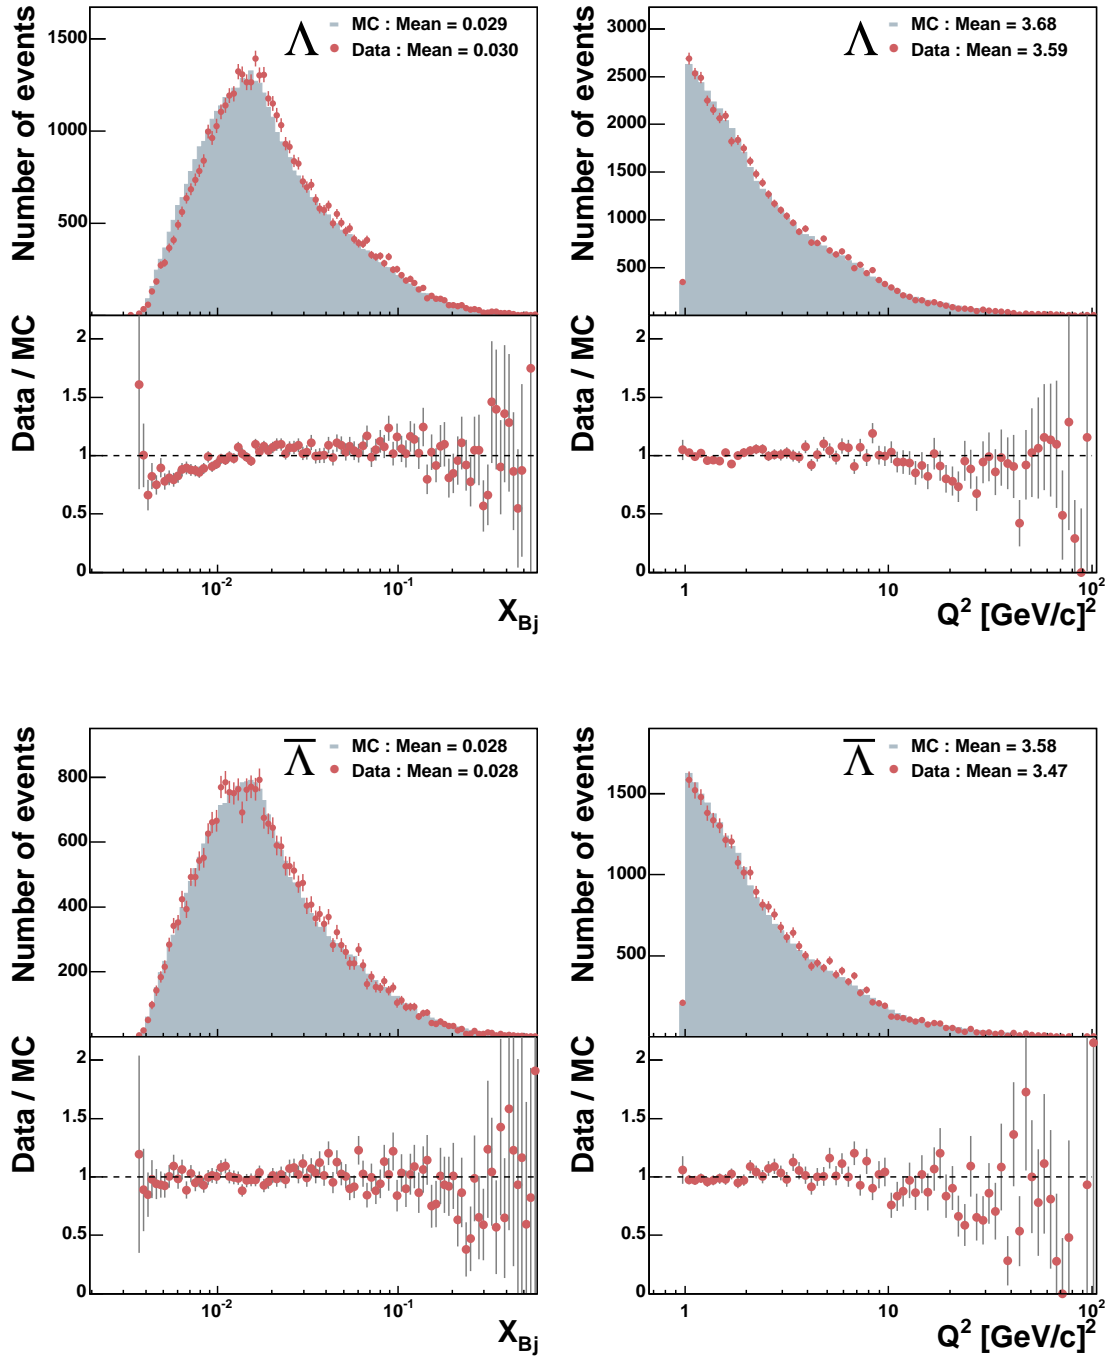 Number of events
1500
1000
500
Λ
MC : Mean = 0.029
Data : Mean = 0.030
Data / MC
2
1.5
1
0.5
0
10^-2
10^-1
X_Bj
Number of events
3000
2500
2000
1500
1000
500
Λ
MC : Mean = 3.68
Data : Mean = 3.59
Data / MC
2
1.5
1
0.5
0
1
10
10^2
Q^2 [GeV/c]^2
Number of events
800
600
400
200
Λ̅
MC : Mean = 0.028
Data : Mean = 0.028
Data / MC
2
1.5
1
0.5
0
10^-2
10^-1
X_Bj
Number of events
1500
1000
500
Λ̅
MC : Mean = 3.58
Data : Mean = 3.47
Data / MC
2
1.5
1
0.5
0
1
10
10^2
Q^2 [GeV/c]^2